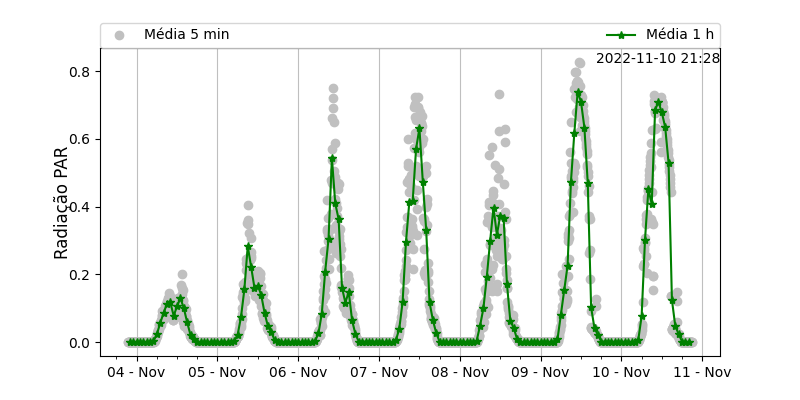 Média 5 min
Média 1 h
2022-11-10 21:28
Radiação PAR
0.8
0.6
0.4
0.2
0.0
04 - Nov
05 - Nov
06 - Nov
07 - Nov
08 - Nov
09 - Nov
10 - Nov
11 - Nov